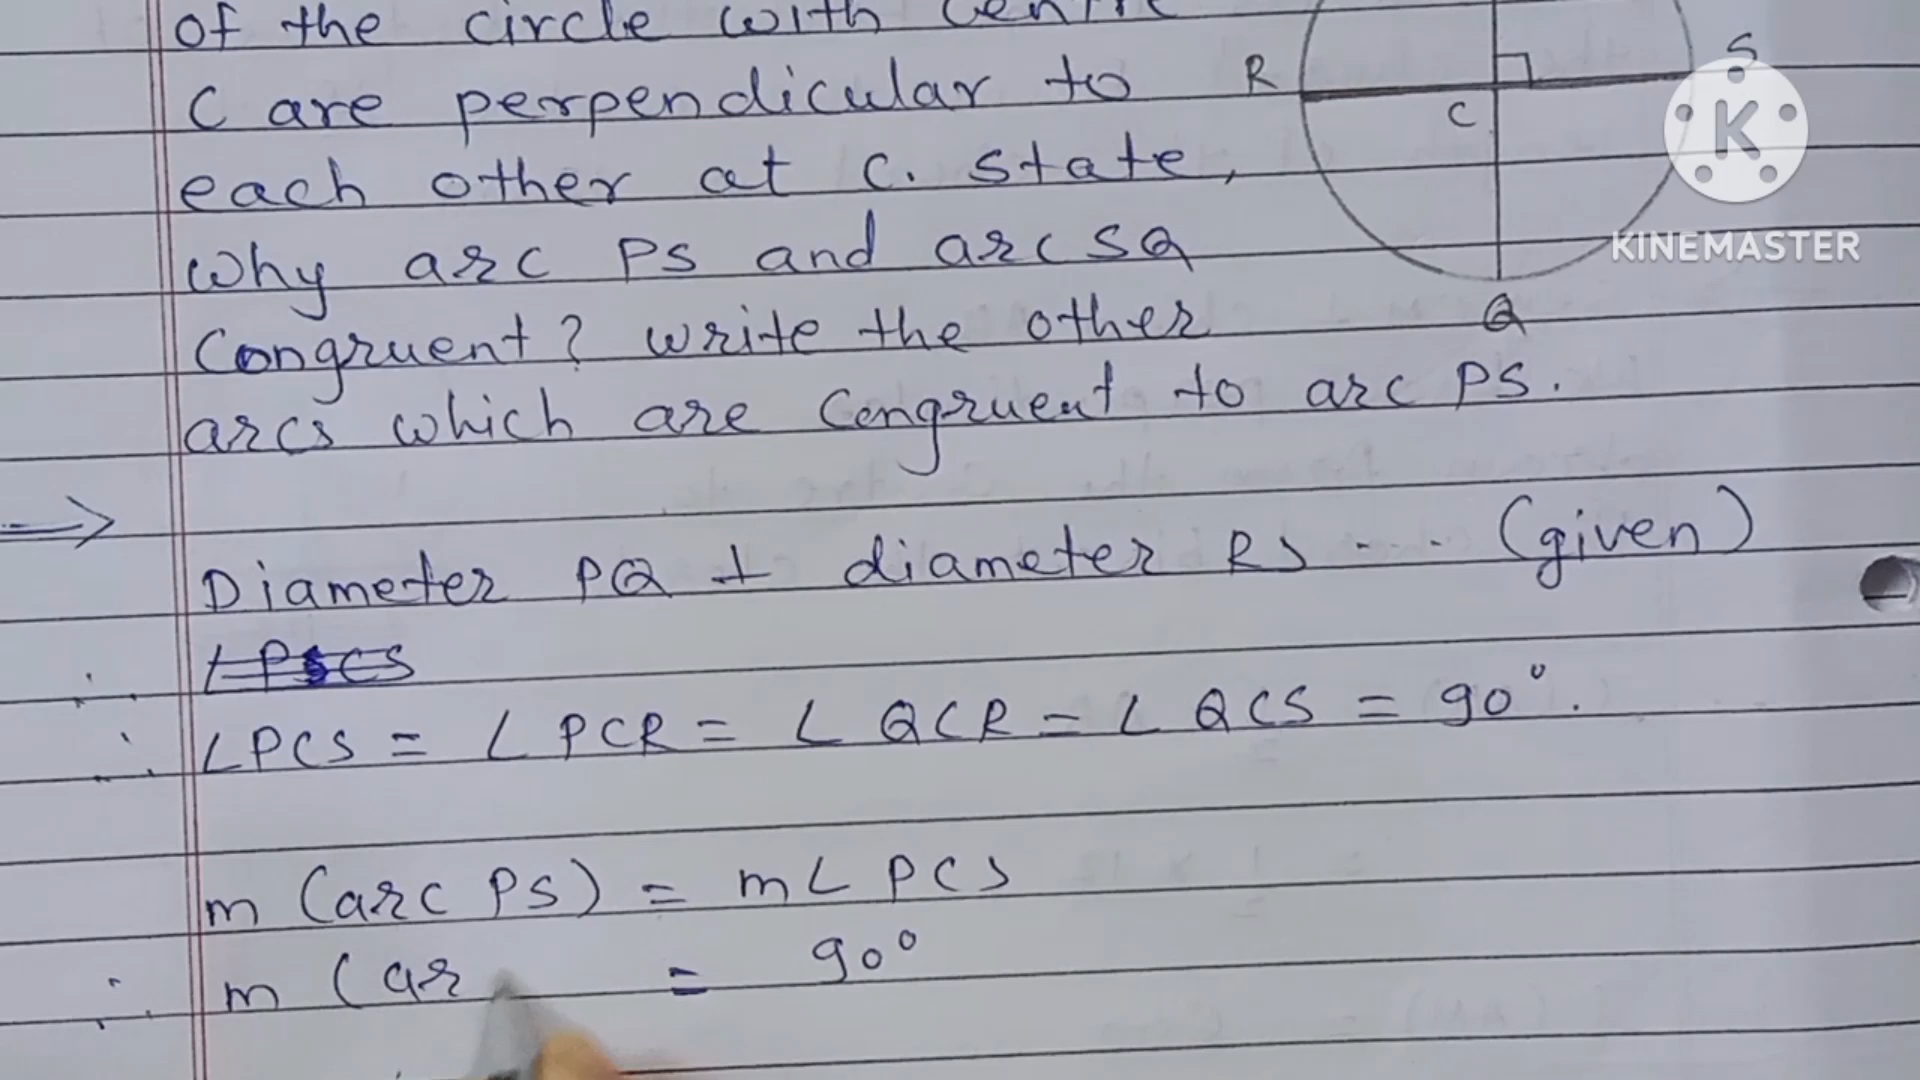 of the circle with centre
C are perpendicular to
each other at C. State,
why arc PS and arc SQ
Congruent? write the other
arcs which are Congruent to arc PS.
R
S
C
Q
K
KINEMASTER
⇒
Diameter PQ ⊥ diameter RS ... (given)
∴ ∠PSCS
∴ ∠PCS = ∠PCR = ∠QCR = ∠QCS = 90°.
m (arc PS) = m∠PCS
∴ m (ar = 90°